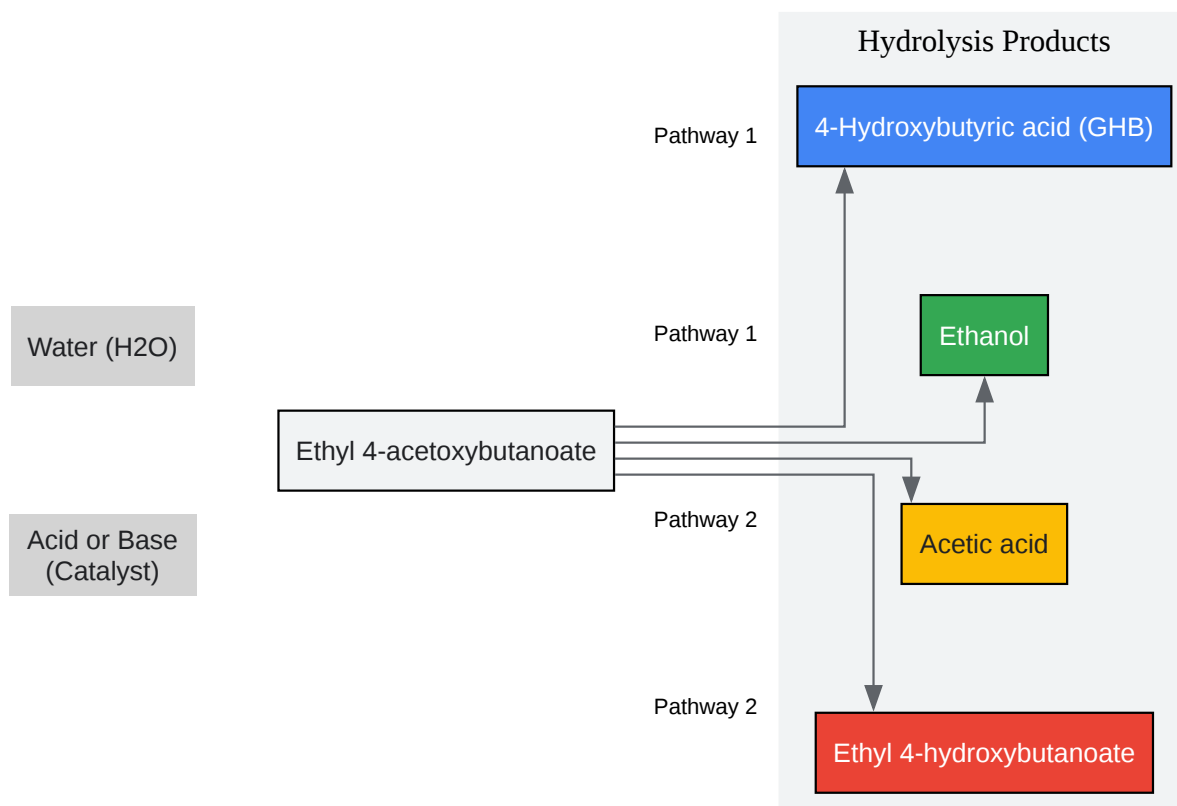 Hydrolysis Products
Pathway 1
4-Hydroxybutyric acid (GHB)
Water (H2O)
Pathway 1
Ethanol
Ethyl 4-acetoxybutanoate
Acid or Base
(Catalyst)
Pathway 2
Acetic acid
Pathway 2
Ethyl 4-hydroxybutanoate